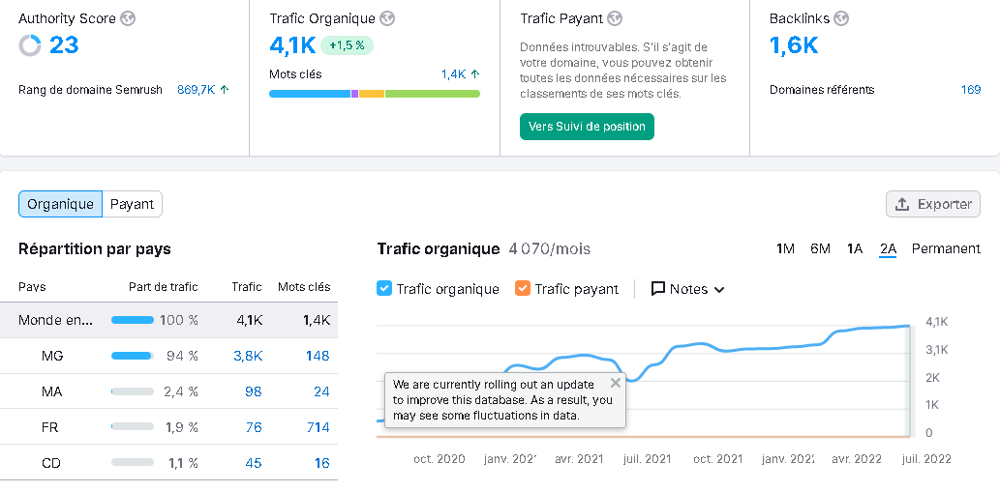 Authority Score
23
Rang de domaine Semrush 869,7K ↑
Trafic Organique
4,1K +1,5 %
Mots clés 1,4K ↑
Trafic Payant
Données introuvables. S'il s'agit de
votre domaine, vous pouvez obtenir
toutes les données nécessaires sur les
classements de ses mots clés.
Vers Suivi de position
Backlinks
1,6K
Domaines référents 169
Organique Payant
Exporter
Répartition par pays
Pays Part de trafic Trafic Mots clés
Monde en... 100 % 4,1K 1,4K
MG 94 % 3,8K 148
MA 2,4 % 98 24
FR 1,9 % 76 714
CD 1,1 % 45 16
Trafic organique 4 070/mois
1M 6M 1A 2A Permanent
Trafic organique Trafic payant Notes
4,1K
3,1K
2K
1K
0
We are currently rolling out an update
to improve this database. As a result, you
may see some fluctuations in data.
oct. 2020 janv. 2021 avr. 2021 juil. 2021 oct. 2021 janv. 2022 avr. 2022 juil. 2022